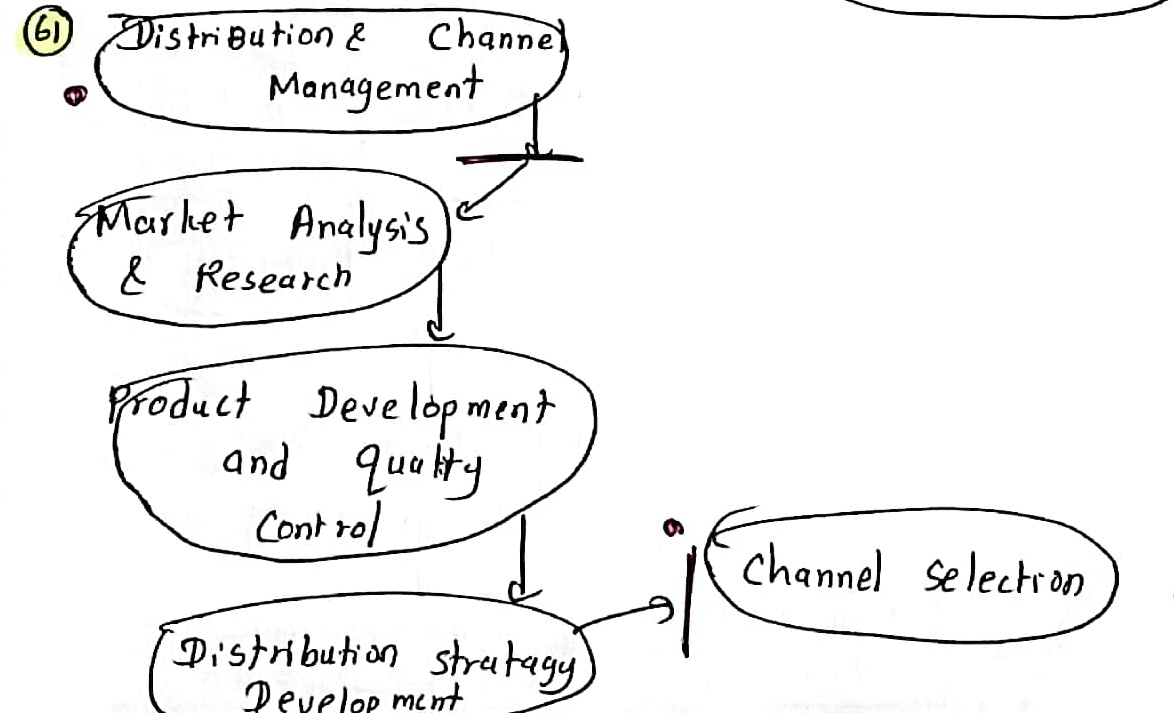 61
Distribution & Channel
Management
Market Analysis
& Research
Product Development
and quality
Control
Distribution stratagy
Development
Channel selection